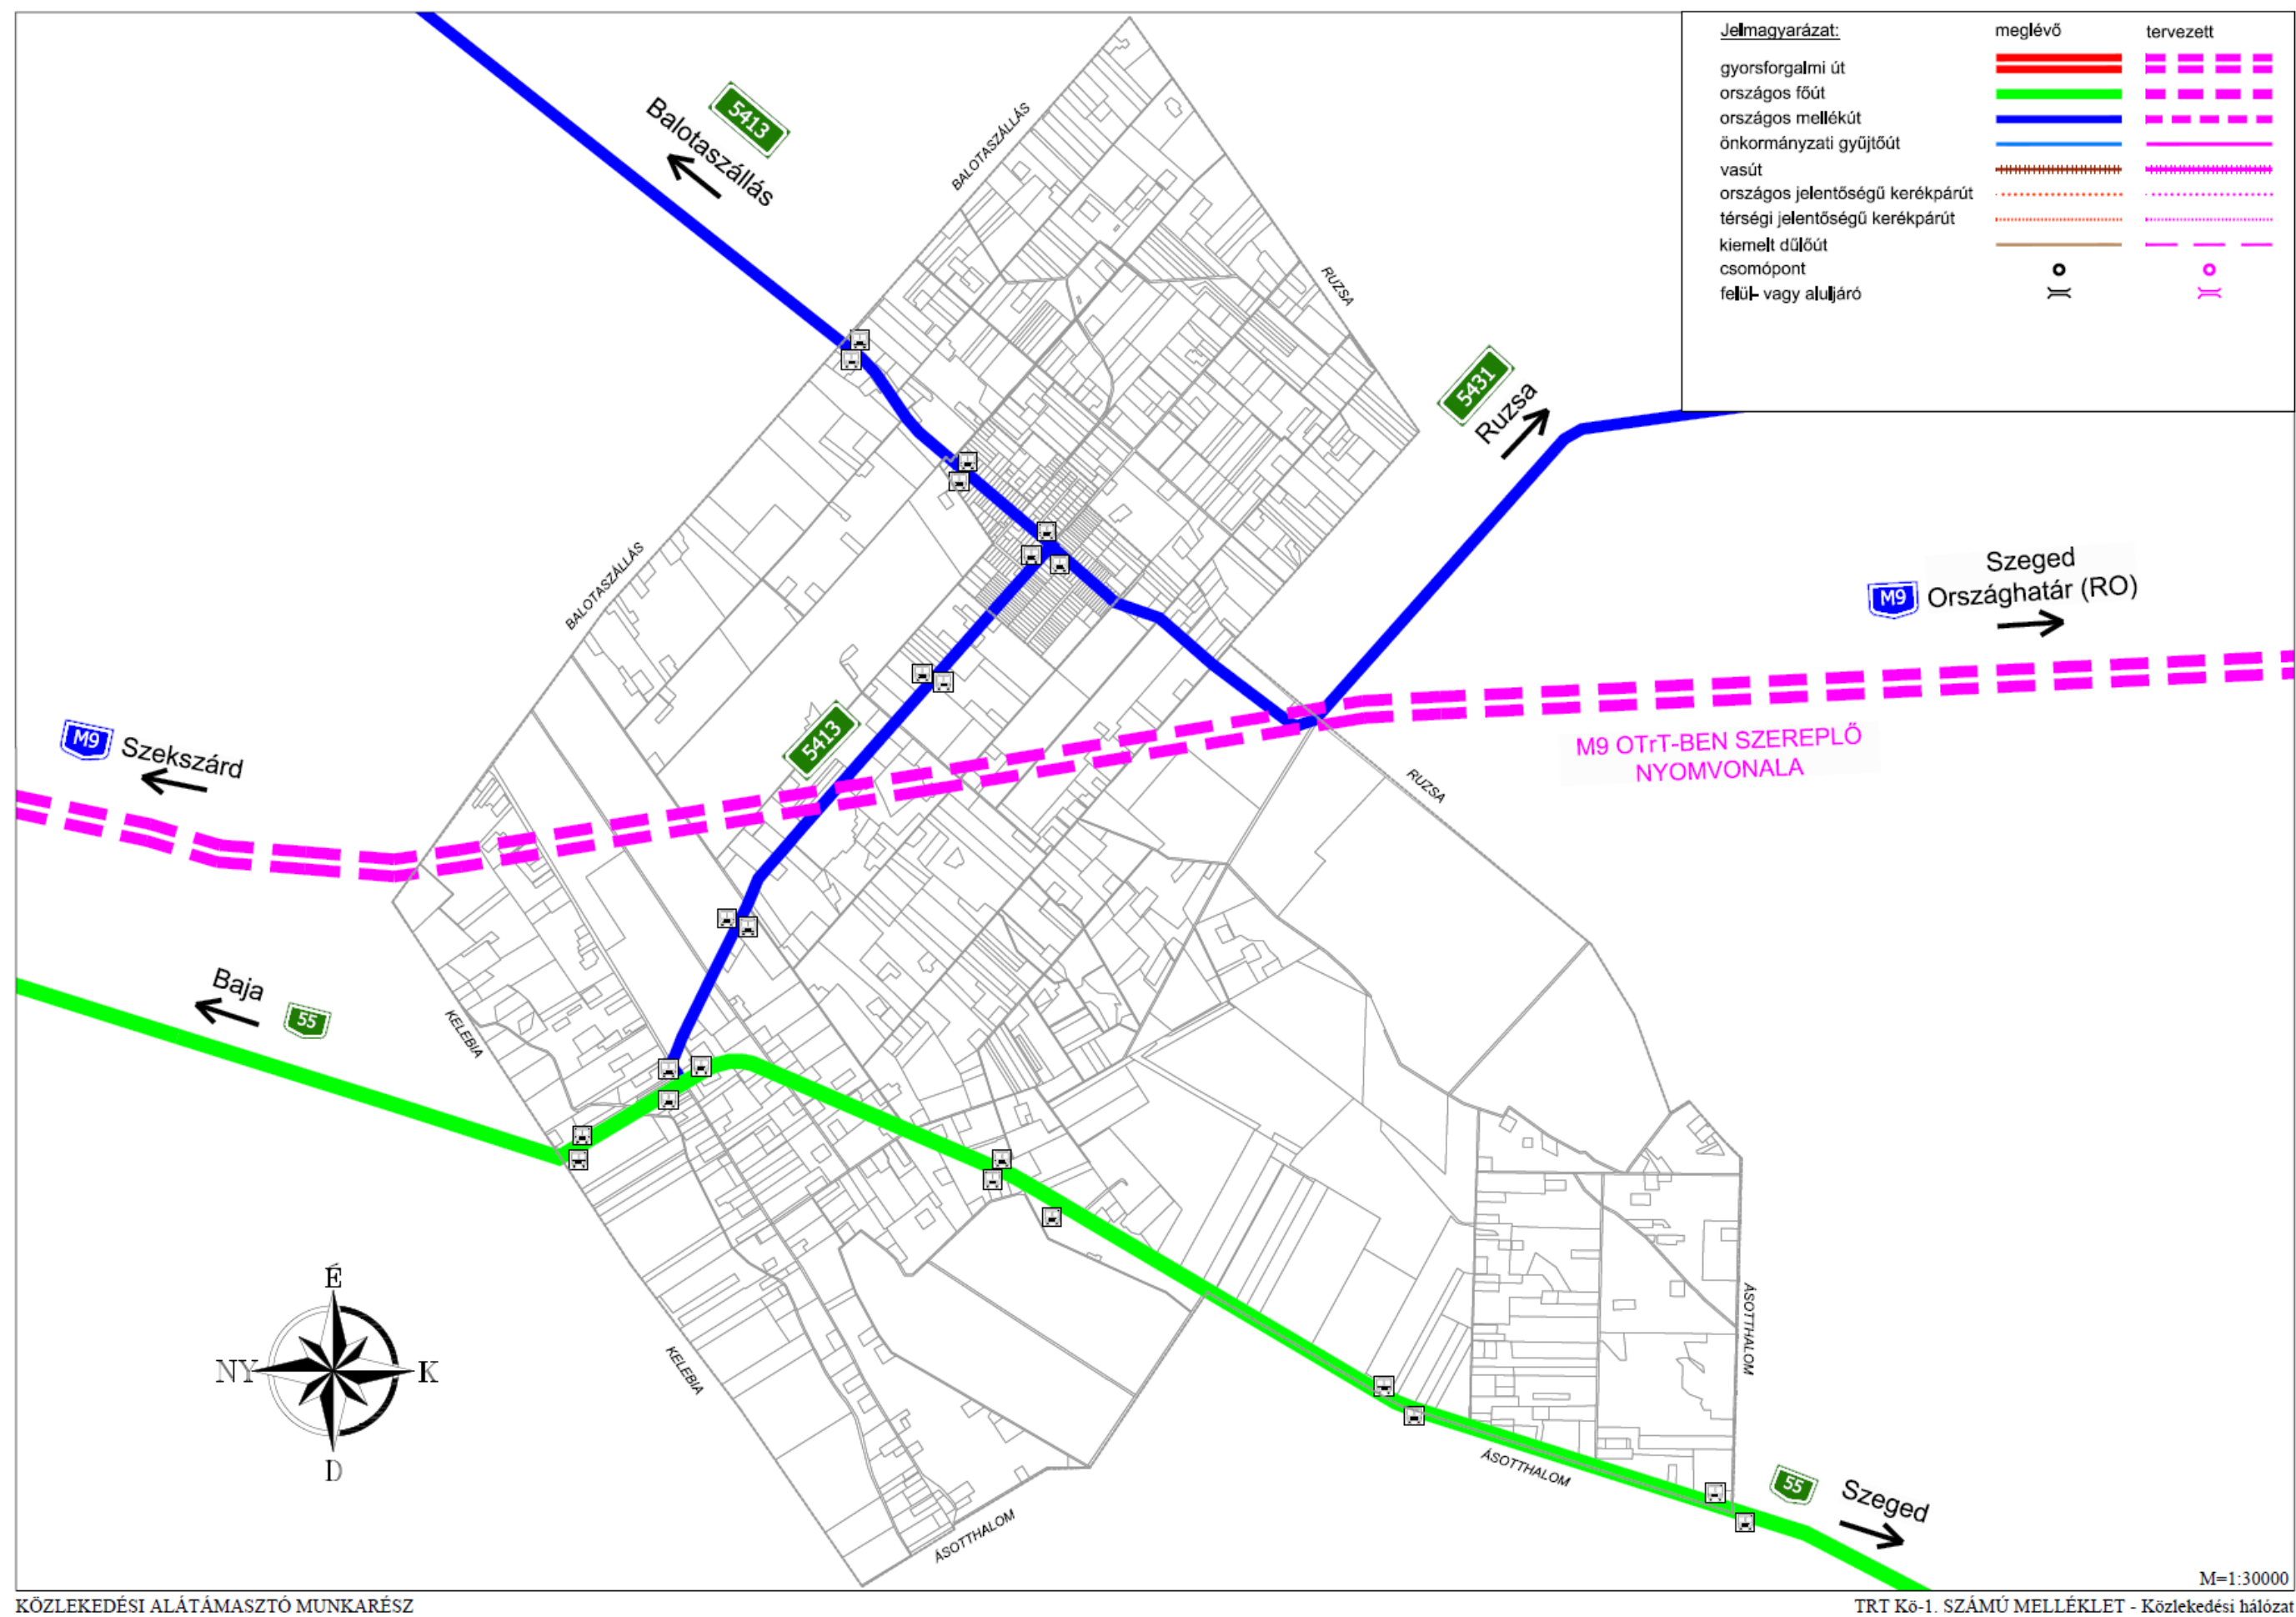 Jelmagyarázat:
meglévő
tervezett
gyorsforgalmi út
országos főút
országos mellékút
önkormányzati gyűjtőút
vasút
országos jelentőségű kerékpárút
térségi jelentőségű kerékpárút
kiemelt dűlőút
csomópont
felül- vagy aluljáró
5413
Balotaszállás
BALOTASZÁLLÁS
RUZSA
5431
Ruzsa
BALOTASZÁLLÁS
Szeged
M9 Országhatár (RO)
M9 Szekszárd
5413
M9 OTrT-BEN SZEREPLŐ
NYOMVONALA
RUZSA
Baja
55
KELEBIA
KELEBIA
ÁSOTTHALOM
É
NY
K
D
ÁSOTTHALOM
55
Szeged
ÁSOTTHALOM
M=1:30000
KÖZLEKEDÉSI ALÁTÁMASZTÓ MUNKARÉSZ
TRT Kö-1. SZÁMÚ MELLÉKLET - Közlekedési hálózat